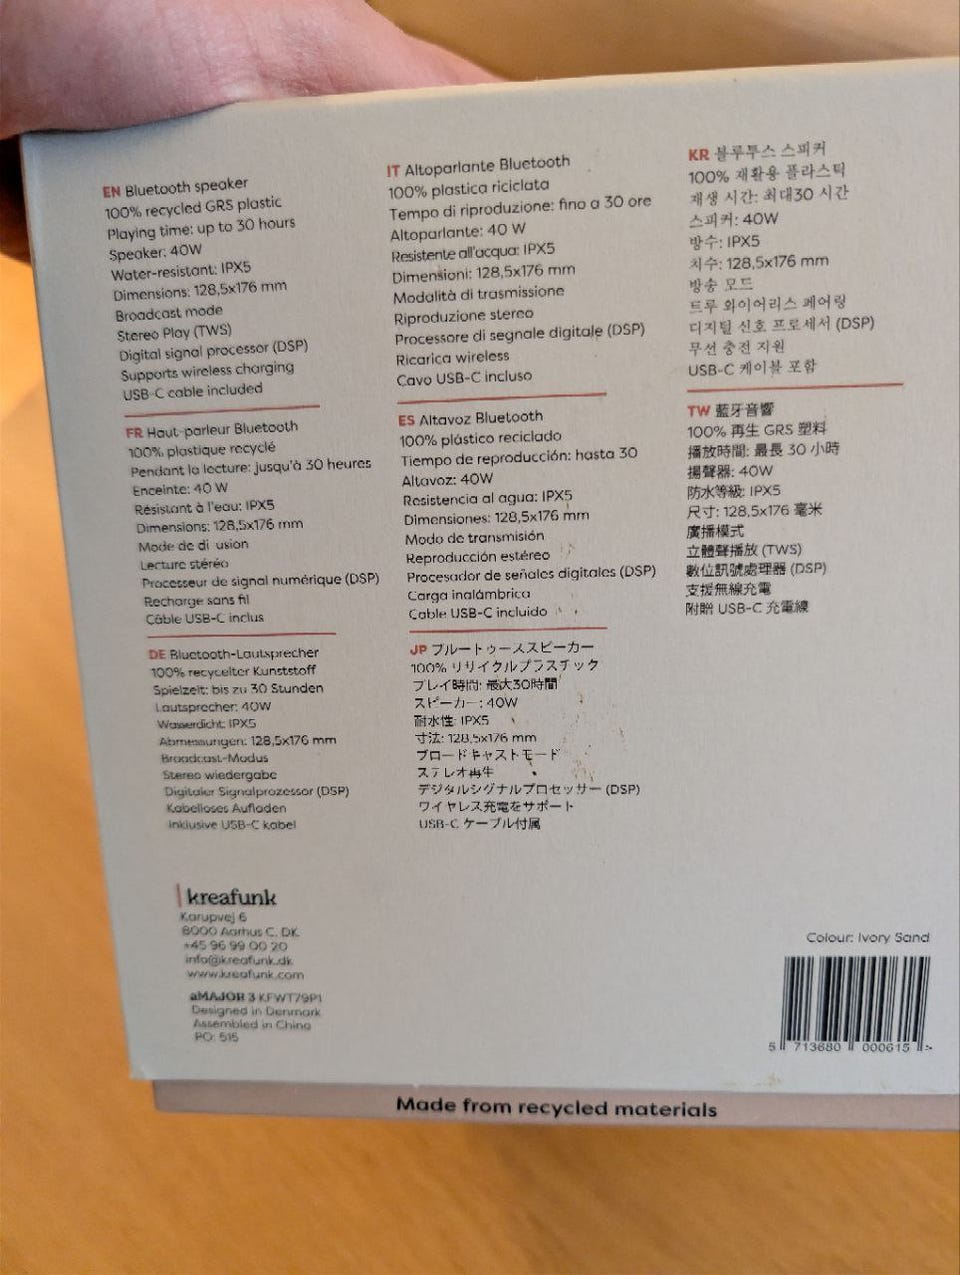 EN Bluetooth speaker
100% recycled GRS plastic
Playing time: up to 30 hours
Speaker: 40W
Water-resistant: IPX5
Dimensions: 128,5x176 mm
Broadcast mode
Stereo Play (TWS)
Digital signal processor (DSP)
Supports wireless charging
USB-C cable included
FR Haut-parleur Bluetooth
100% plastique recyclé
Pendant la lecture: jusqu'à 30 heures
Enceinte: 40 W
Résistant à l'eau: IPX5
Dimensions: 128,5x176 mm
Mode de di usion
Lecture stéréo
Processeur de signal numérique (DSP)
Recharge sans fil
Câble USB-C inclus
DE Bluetooth-Lautsprecher
100% recycelter Kunststoff
Spielzeit: bis zu 30 Stunden
Lautsprecher: 40W
Wasserdicht: IPX5
Abmessungen: 128,5x176 mm
Broadcast-Modus
Stereo wiedergabe
Digitaler Signalprozessor (DSP)
Kabelloses Aufladen
inklusive USB-C kabel
IT Altoparlante Bluetooth
100% plastica riciclata
Tempo di riproduzione: fino a 30 ore
Altoparlante: 40 W
Resistente all'acqua: IPX5
Dimensioni: 128,5x176 mm
Modalità di trasmissione
Riproduzione stereo
Processore di segnale digitale (DSP)
Ricarica wireless
Cavo USB-C incluso
ES Altavoz Bluetooth
100% plástico reciclado
Tiempo de reproducción: hasta 30
Altavoz: 40W
Resistencia al agua: IPX5
Dimensiones: 128,5x176 mm
Modo de transmisión
Reproducción estéreo
Procesador de señales digitales (DSP)
Carga inalámbrica
Cable USB-C incluido
JP ブルートゥーススピーカー
100% リサイクルプラスチック
プレイ時間: 最大30時間
スピーカー: 40W
耐水性: IPX5
寸法: 128,5x176 mm
ブロードキャストモード
ステレオ再生
デジタルシグナルプロセッサー (DSP)
ワイヤレス充電をサポート
USB-C ケーブル付属
KR 블루투스 스피커
100% 재활용 플라스틱
재생 시간: 최대30 시간
스피커: 40W
방수: IPX5
치수: 128,5x176 mm
방송 모드
트루 와이어리스 페어링
디지털 신호 프로세서 (DSP)
무선 충전 지원
USB-C 케이블 포함
TW 藍牙音響
100% 再生 GRS 塑料
播放時間: 最長 30 小時
揚聲器: 40W
防水等級: IPX5
尺寸: 128,5x176 毫米
廣播模式
立體聲播放 (TWS)
數位訊號處理器 (DSP)
支援無線充電
附贈 USB-C 充電線
kreafunk
Karupvej 6
8000 Aarhus C. DK
+45 96 99 00 20
info@kreafunk.dk
www.kreafunk.com
aMAJOR 3 KFWT79P1
Designed in Denmark
Assembled in China
PO: 515
Colour: Ivory Sand
5 713680 000615 >
Made from recycled materials